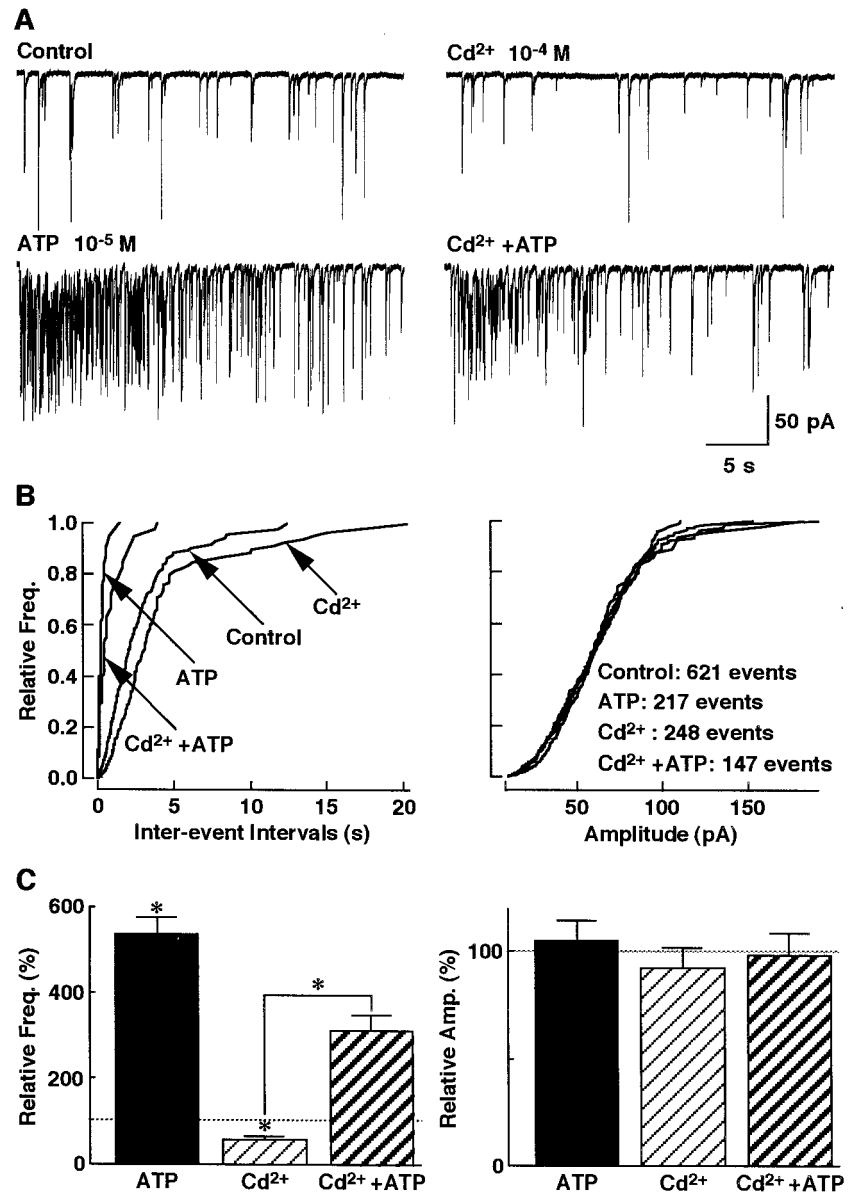 A
Control
Cd2+ 10-4 M
ATP 10-5 M
Cd2+ +ATP
50 pA
5 s
B
1.0
0.8
0.6
0.4
0.2
0.0
Relative Freq.
Cd2+
Control
ATP
Cd2+ +ATP
0 5 10 15 20
Inter-event Intervals (s)
Control: 621 events
ATP: 217 events
Cd2+ : 248 events
Cd2+ +ATP: 147 events
50 100 150
Amplitude (pA)
C
600
400
200
0
Relative Freq. (%)
*
*
*
ATP Cd2+ Cd2+ +ATP
100
0
Relative Amp. (%)
ATP Cd2+ Cd2+ +ATP